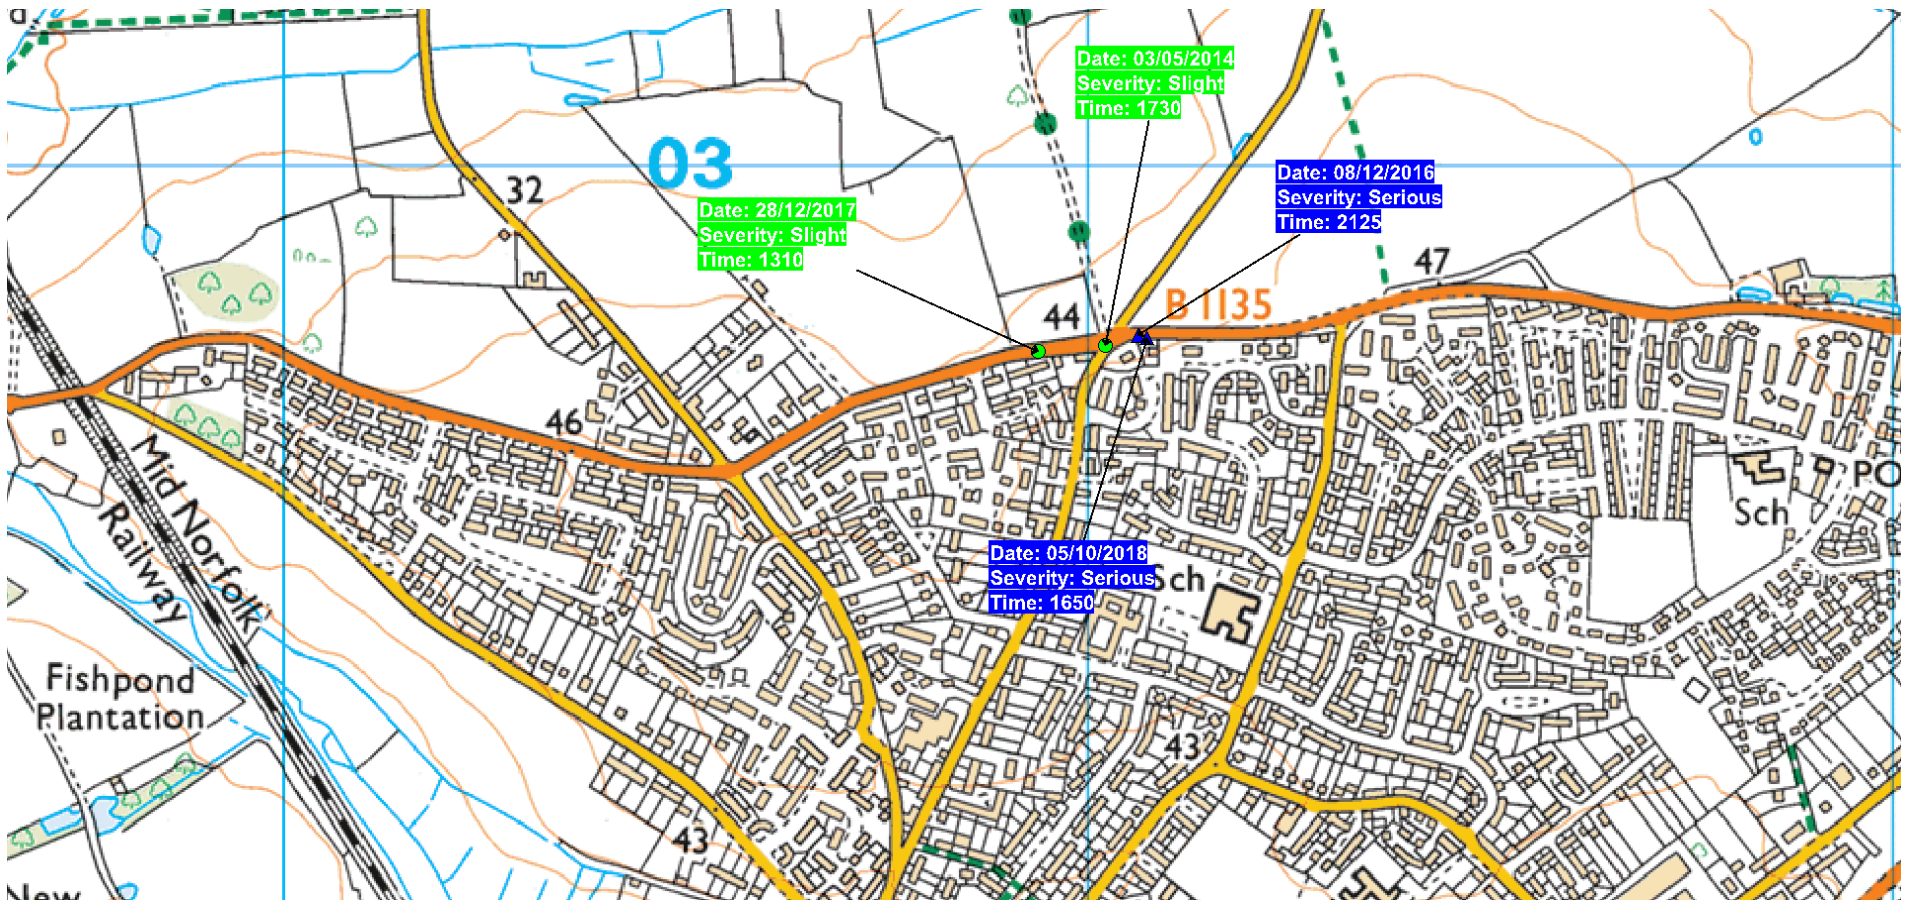 d.
Date: 03/05/2014
Severity: Slight
Time: 1730
03
32
Date: 08/12/2016
Severity: Serious
Time: 2125
Date: 28/12/2017
Severity: Slight
Time: 1310
47
44
B 1135
46
Mid Norfolk
Railway
Sch
PO
Date: 05/10/2018
Severity: Serious
Time: 1650
Sch
Fishpond
Plantation
43
43
New